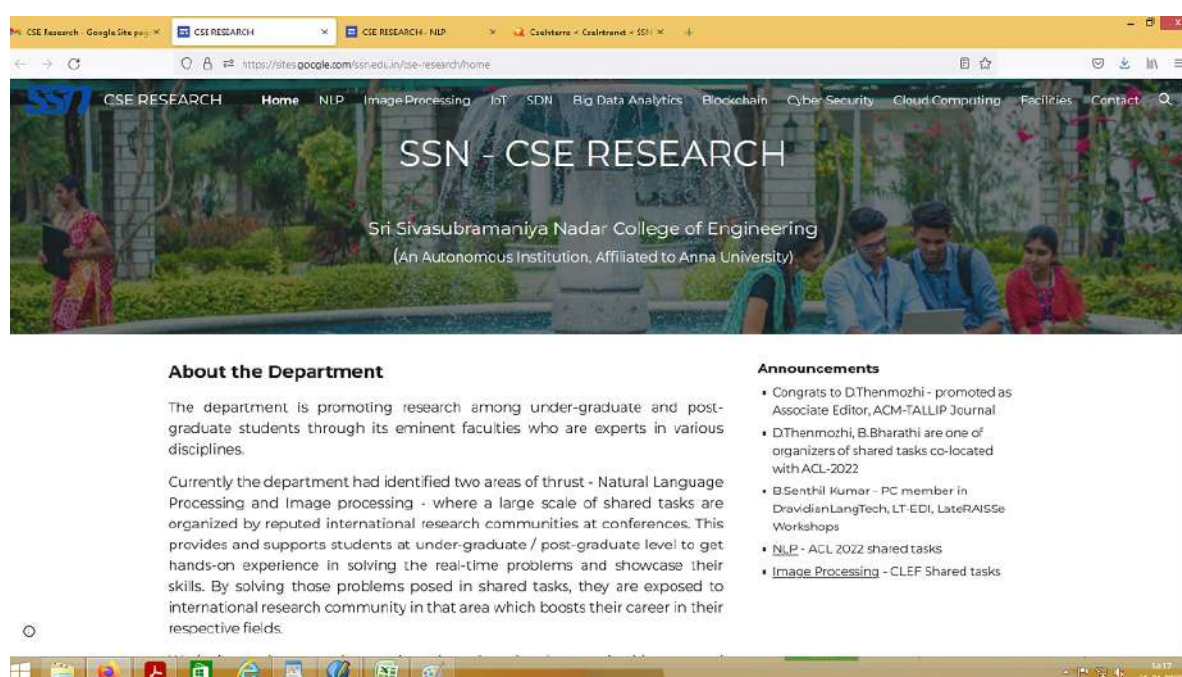 CSE Research - Google Site pag
CSE RESEARCH
CSE RESEARCH - NLP
CseInterra < CseIntranet < SSN
https://sites.google.com/ssn.edu.in/cse-research/home
SSN CSE RESEARCH Home NLP Image Processing IoT SDN Big Data Analytics Blockchain Cyber Security Cloud Computing Facilities Contact
SSN - CSE RESEARCH
Sri Sivasubramaniya Nadar College of Engineering
(An Autonomous Institution, Affiliated to Anna University)
About the Department
The department is promoting research among under-graduate and post-
graduate students through its eminent faculties who are experts in various
disciplines.
Currently the department had identified two areas of thrust - Natural Language
Processing and Image processing - where a large scale of shared tasks are
organized by reputed international research communities at conferences. This
provides and supports students at under-graduate / post-graduate level to get
hands-on experience in solving the real-time problems and showcase their
skills. By solving those problems posed in shared tasks, they are exposed to
international research community in that area which boosts their career in their
respective fields.
Announcements
▪ Congrats to D.Thenmozhi - promoted as
Associate Editor, ACM-TALLIP Journal
▪ D.Thenmozhi, B.Bharathi are one of
organizers of shared tasks co-located
with ACL-2022
▪ B.Senthil Kumar - PC member in
DravidianLangTech, LT-EDI, LateRAISSe
Workshops
▪ NLP - ACL 2022 shared tasks
▪ Image Processing - CLEF Shared tasks
14:17